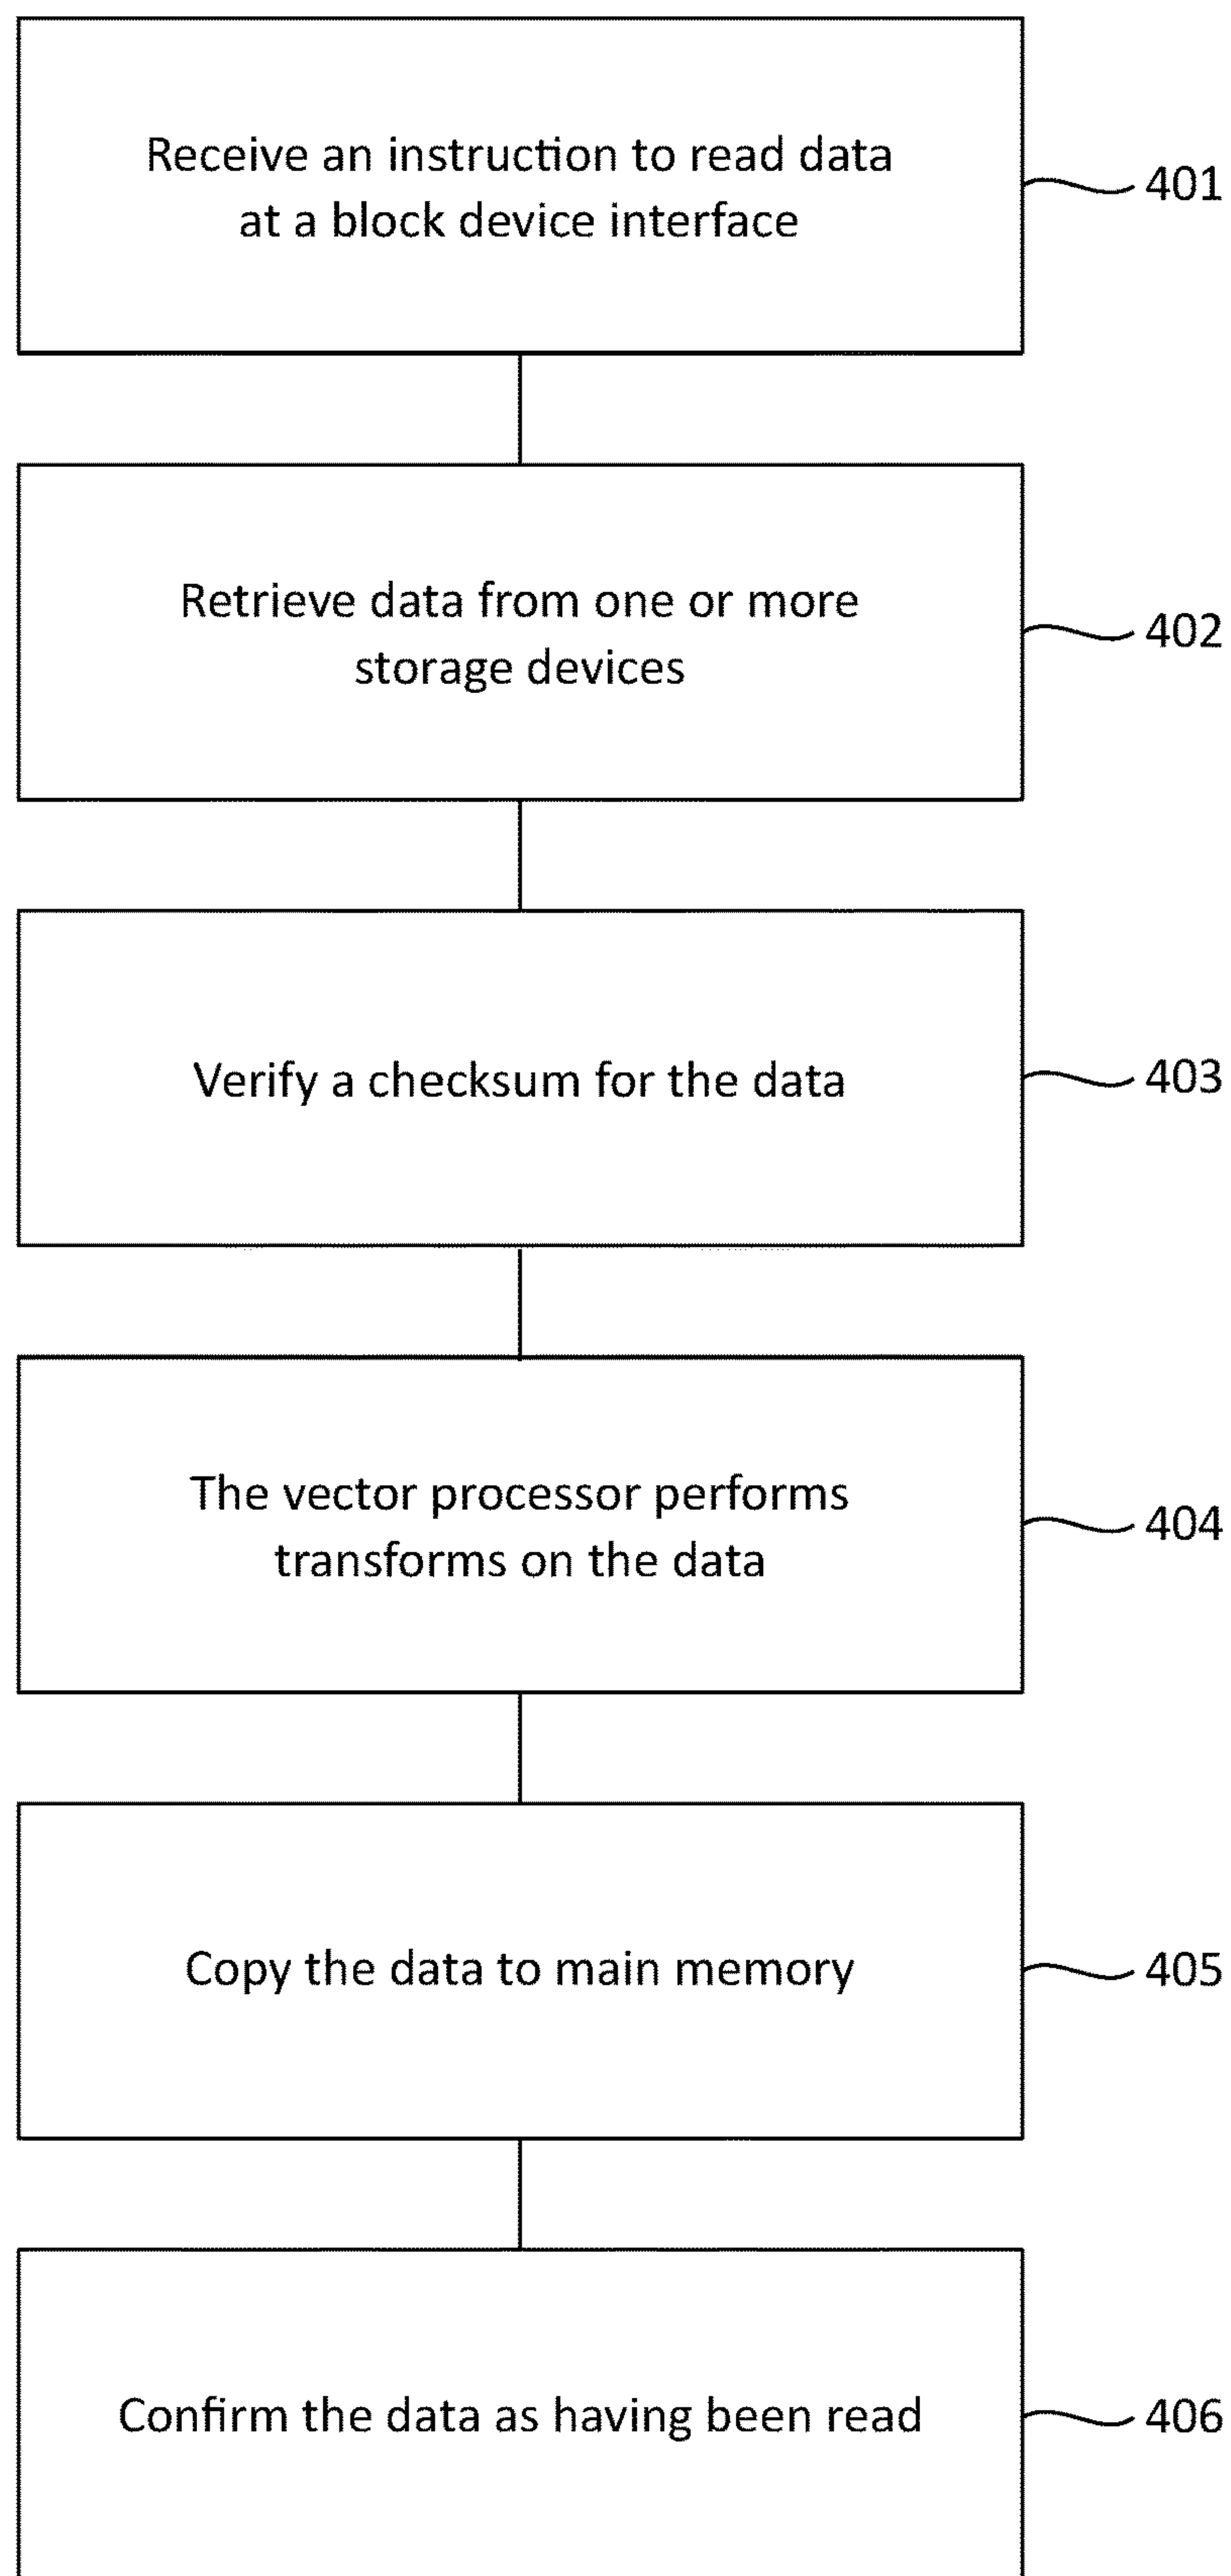 Receive an instruction to read data
at a block device interface
401
Retrieve data from one or more
storage devices
402
Verify a checksum for the data
403
The vector processor performs
transforms on the data
404
Copy the data to main memory
405
Confirm the data as having been read
406